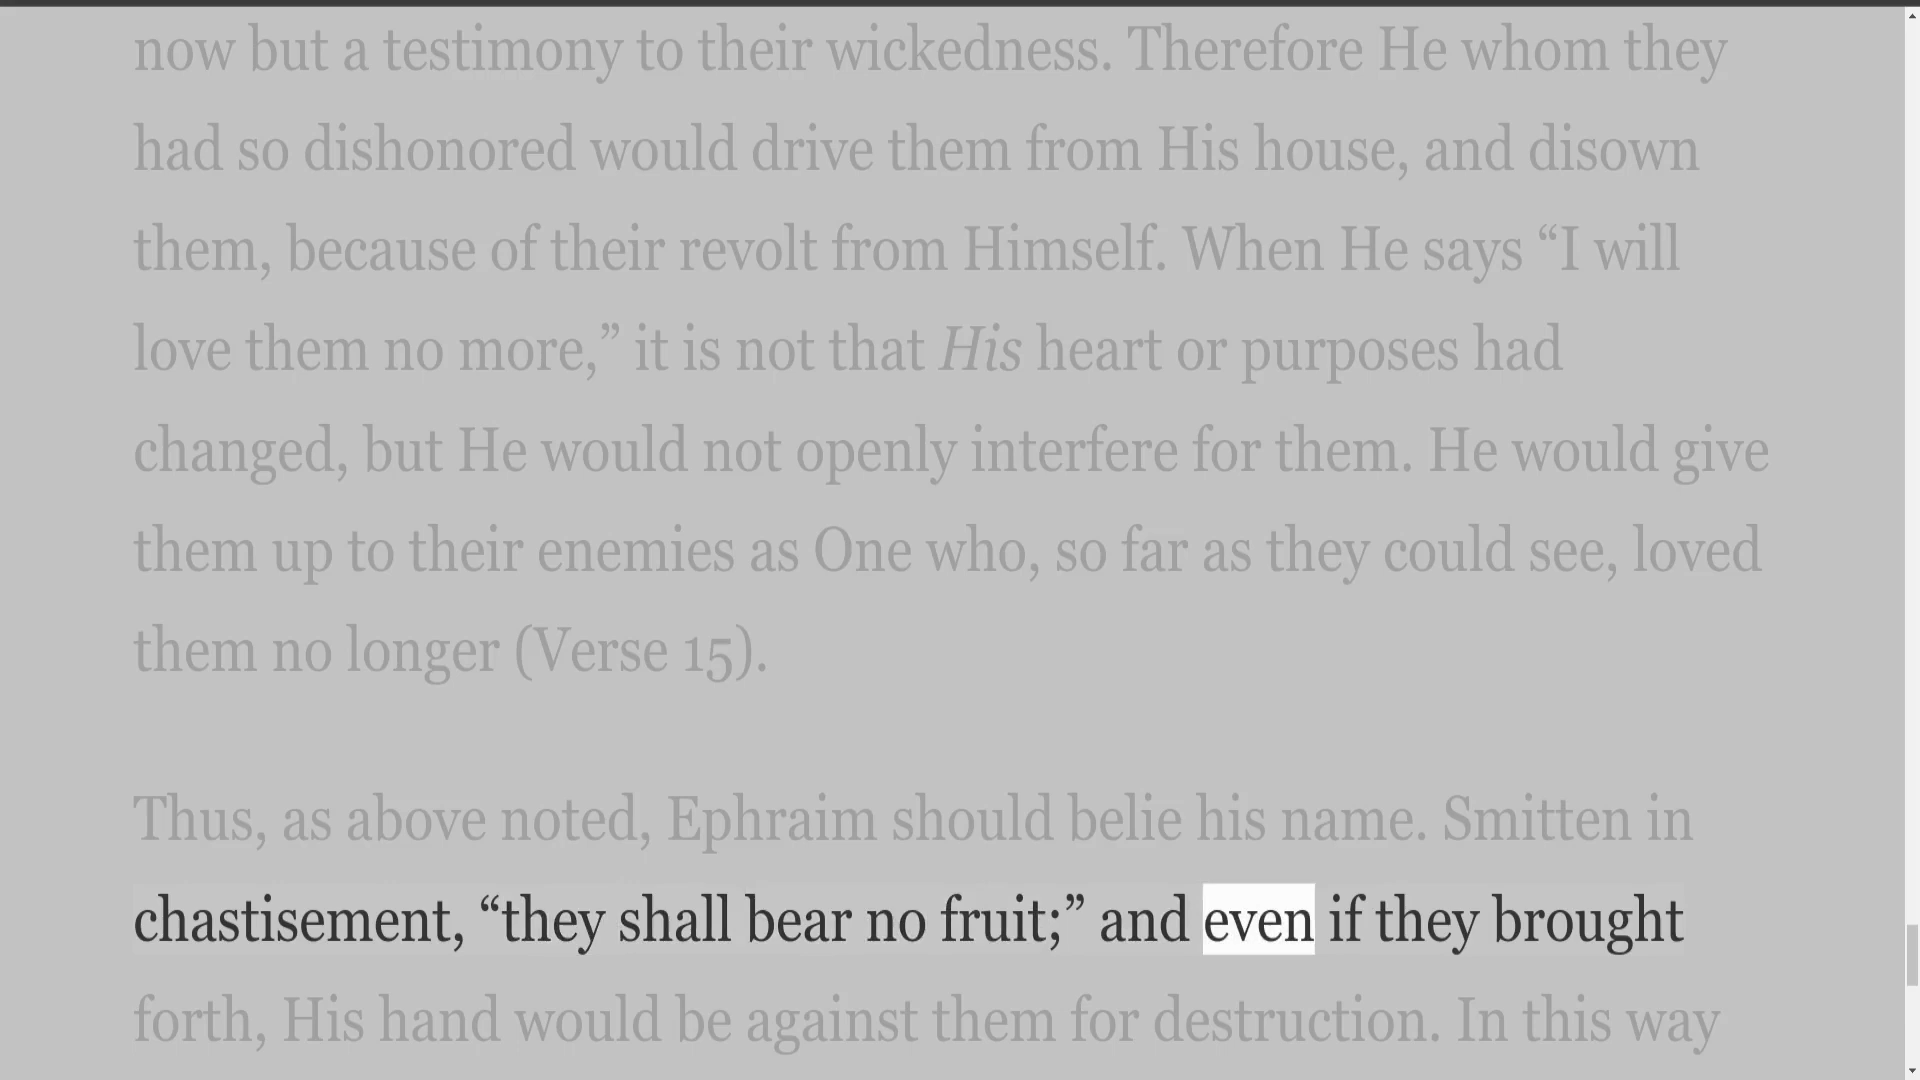 now but a testimony to their wickedness. Therefore He whom they
had so dishonored would drive them from His house, and disown
them, because of their revolt from Himself. When He says “I will
love them no more,” it is not that His heart or purposes had
changed, but He would not openly interfere for them. He would give
them up to their enemies as One who, so far as they could see, loved
them no longer (Verse 15).
Thus, as above noted, Ephraim should belie his name. Smitten in
chastisement, “they shall bear no fruit;” and even if they brought
forth, His hand would be against them for destruction. In this way